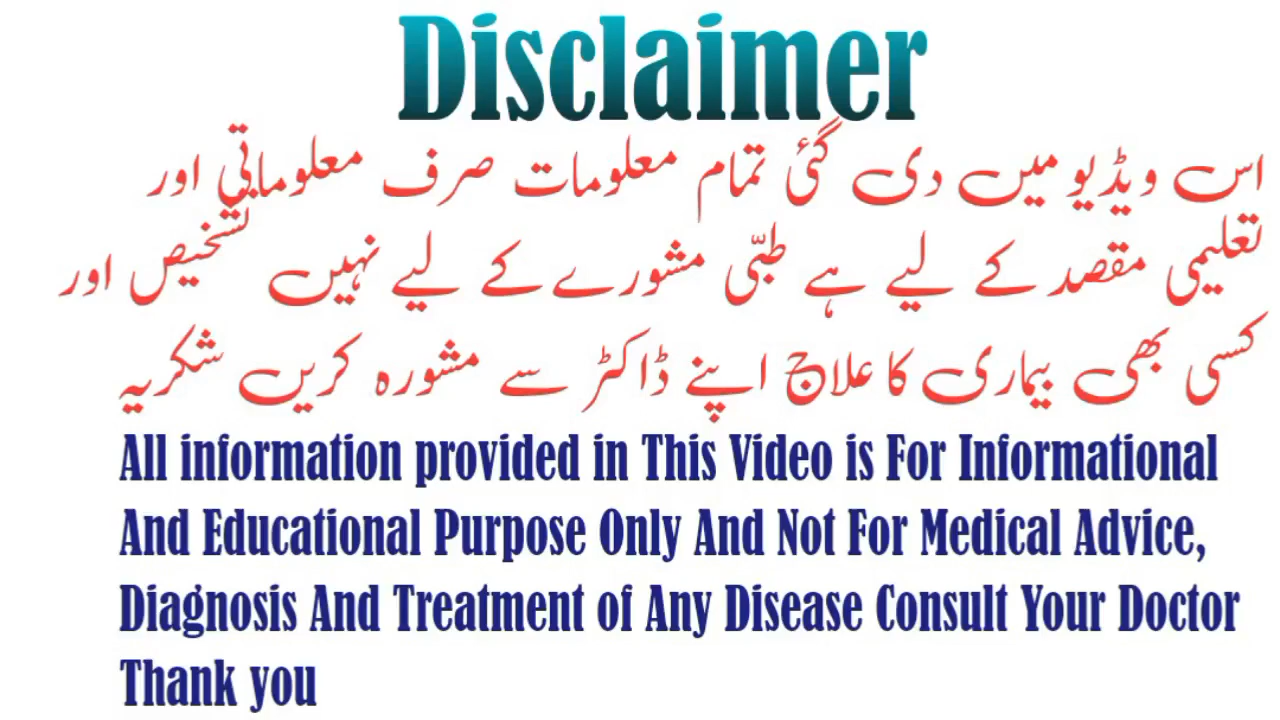 Disclaimer
اس ویڈیو میں دی گئی تمام معلومات صرف معلوماتی اور
تعلیمی مقصد کے لیے ہے طبّی مشورے کے لیے نہیں تشخیص اور
کسی بھی بیماری کا علاج اپنے ڈاکٹر سے مشورہ کریں شکریہ
All information provided in This Video is For Informational
And Educational Purpose Only And Not For Medical Advice,
Diagnosis And Treatment of Any Disease Consult Your Doctor
Thank you